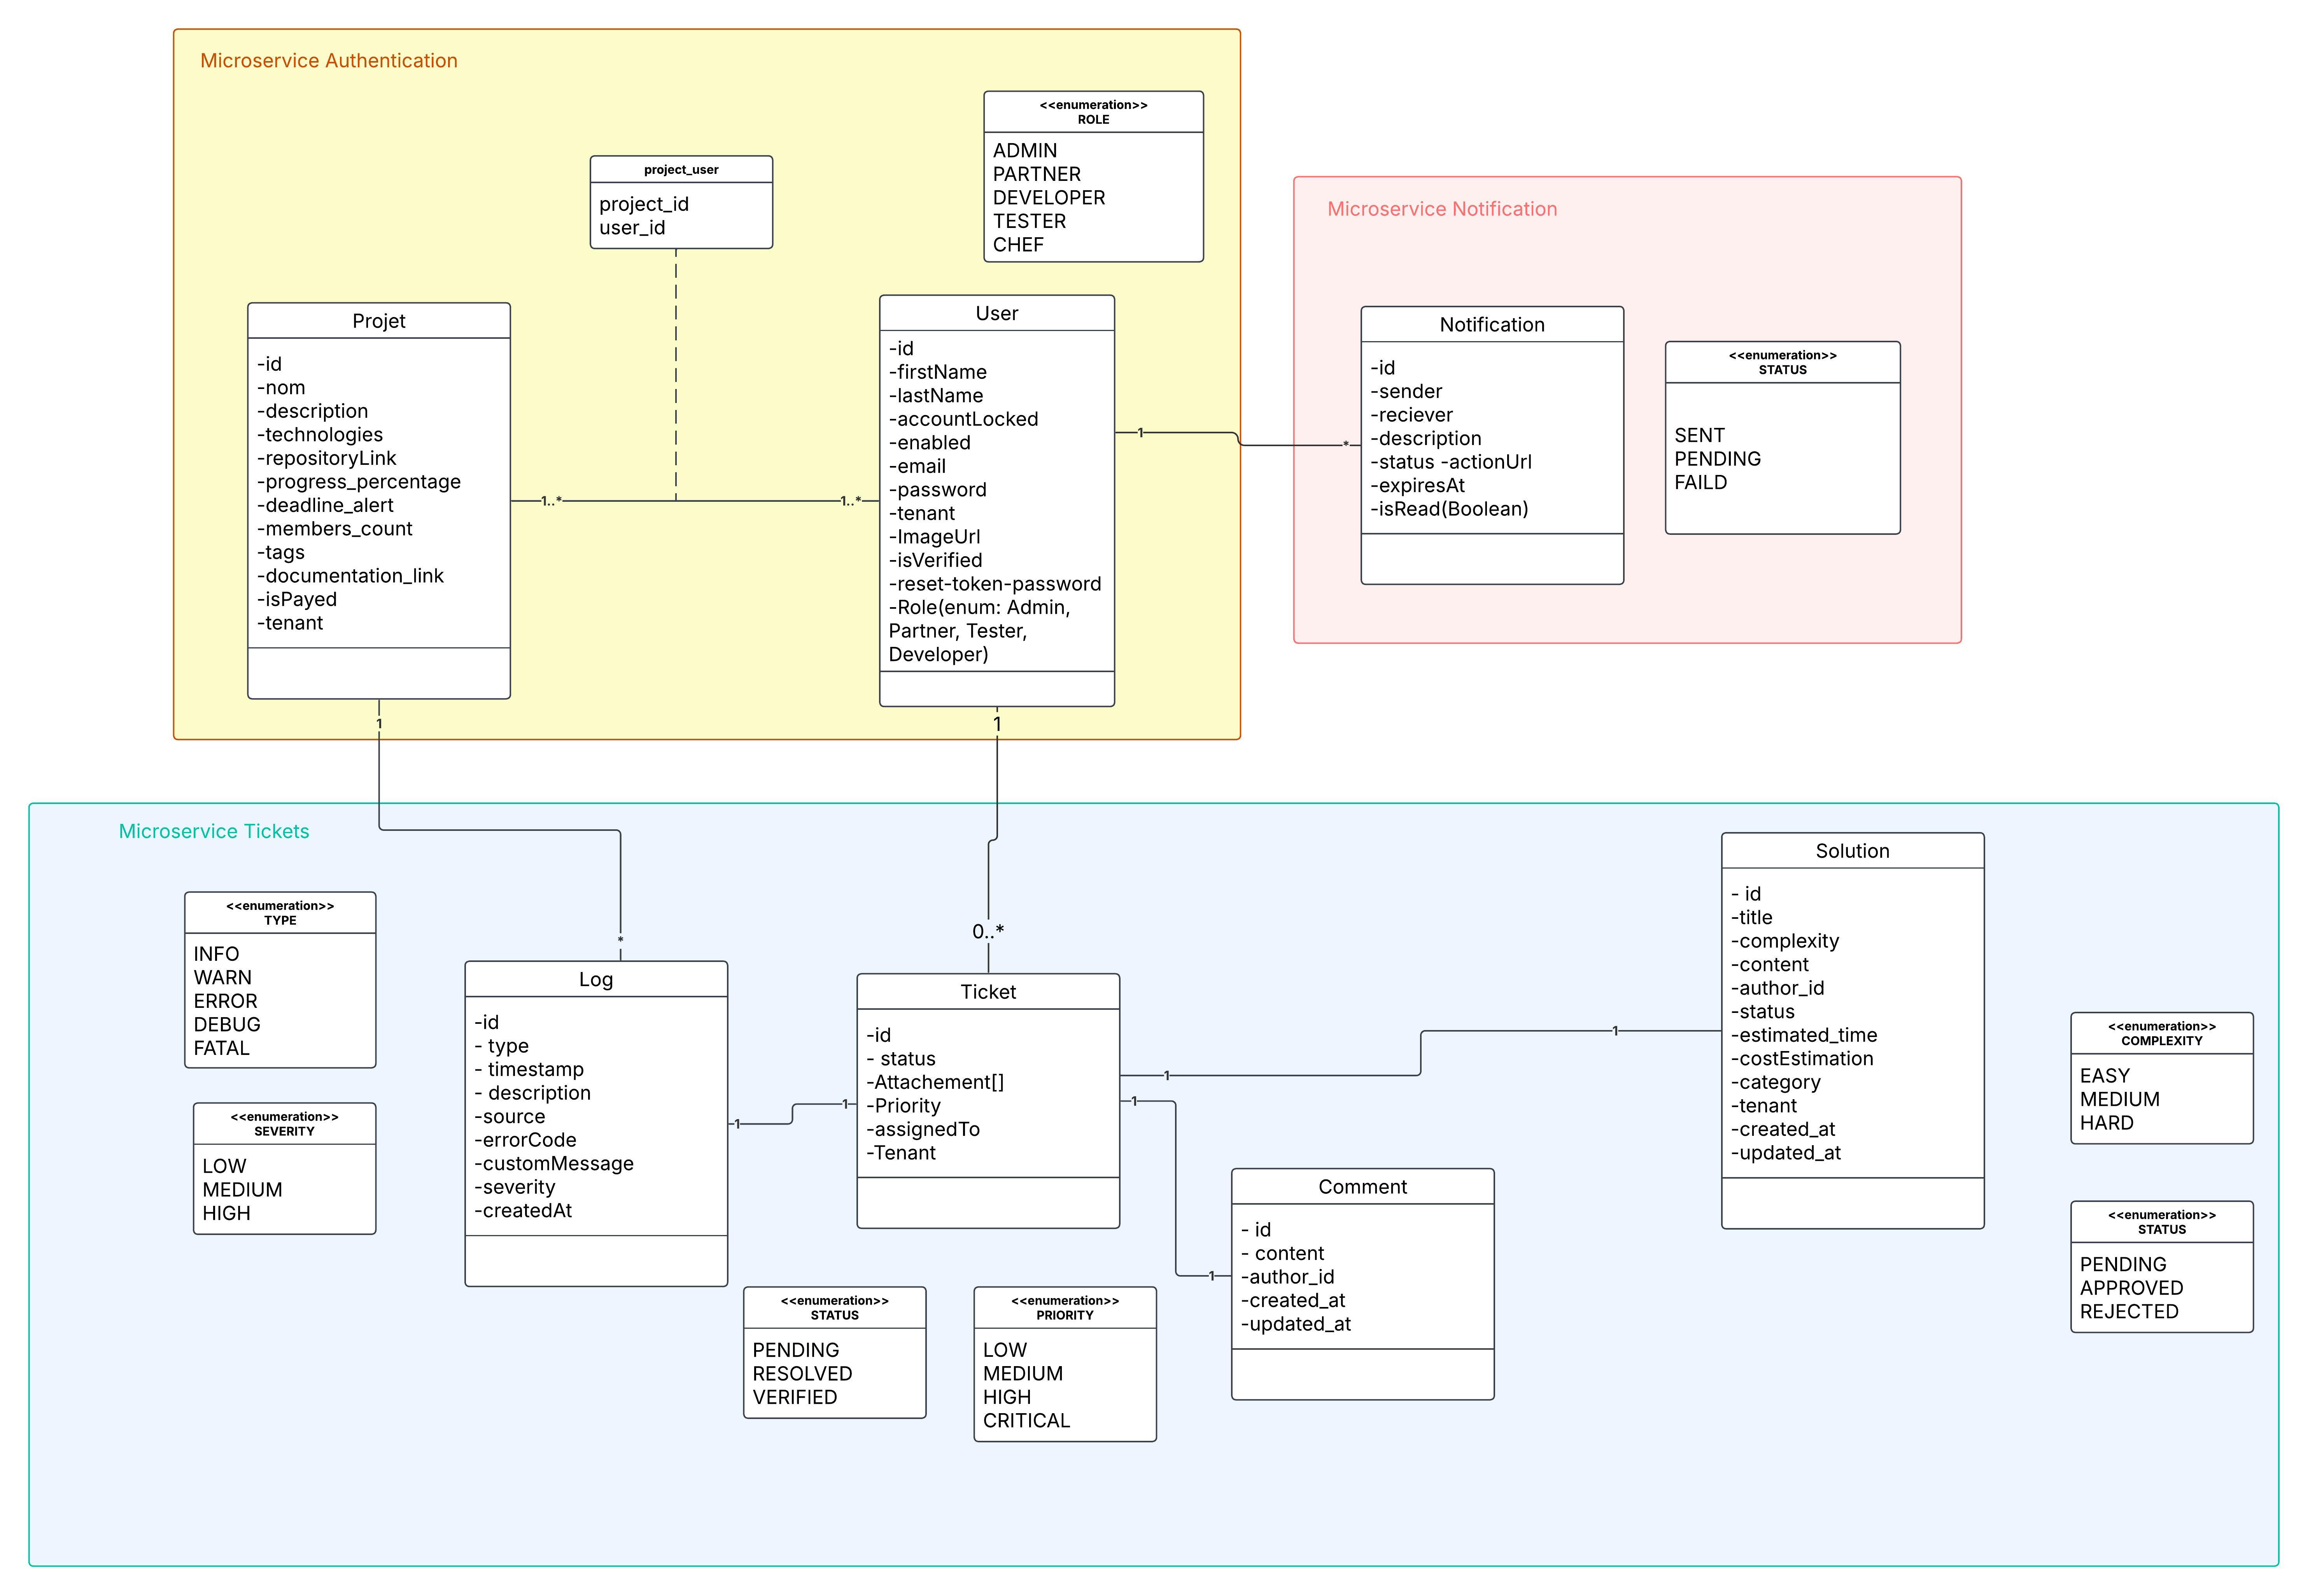 Microservice Authentication
<<enumeration>>
ROLE
ADMIN
PARTNER
DEVELOPER
TESTER
CHEF
project_user
project_id
user_id
Projet
-id
-nom
-description
-technologies
-repositoryLink
-progress_percentage
-deadline_alert
-members_count
-tags
-documentation_link
-isPayed
-tenant
1..*
1..*
User
-id
-firstName
-lastName
-accountLocked
-enabled
-email
-password
-tenant
-ImageUrl
-isVerified
-reset-token-password
-Role(enum: Admin,
Partner, Tester,
Developer)
1
*
Microservice Notification
Notification
-id
-sender
-reciever
-description
-status -actionUrl
-expiresAt
-isRead(Boolean)
<<enumeration>>
STATUS
SENT
PENDING
FAILD
1
1
Microservice Tickets
*
0..*
<<enumeration>>
TYPE
INFO
WARN
ERROR
DEBUG
FATAL
<<enumeration>>
SEVERITY
LOW
MEDIUM
HIGH
Log
-id
- type
- timestamp
- description
-source
-errorCode
-customMessage
-severity
-createdAt
1
1
Ticket
-id
- status
-Attachement[]
-Priority
-assignedTo
-Tenant
1
1
1
1
Solution
- id
-title
-complexity
-content
-author_id
-status
-estimated_time
-costEstimation
-category
-tenant
-created_at
-updated_at
<<enumeration>>
COMPLEXITY
EASY
MEDIUM
HARD
Comment
- id
- content
-author_id
-created_at
-updated_at
<<enumeration>>
STATUS
PENDING
APPROVED
REJECTED
<<enumeration>>
STATUS
PENDING
RESOLVED
VERIFIED
<<enumeration>>
PRIORITY
LOW
MEDIUM
HIGH
CRITICAL